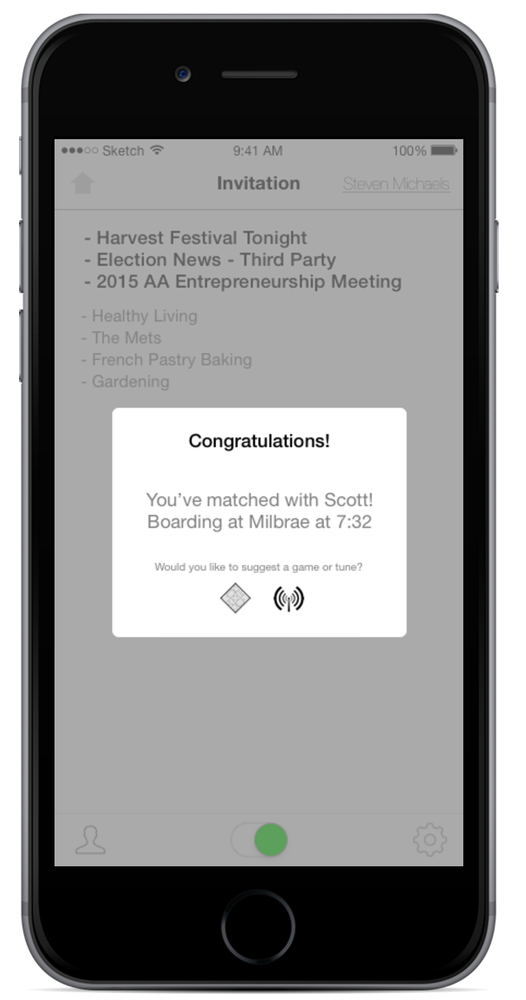 Sketch 9:41 AM 100%
Invitation Steven Michaels
- Harvest Festival Tonight
- Election News - Third Party
- 2015 AA Entrepreneurship Meeting
- Healthy Living
- The Mets
- French Pastry Baking
- Gardening
Congratulations!
You've matched with Scott!
Boarding at Milbrae at 7:32
Would you like to suggest a game or tune?